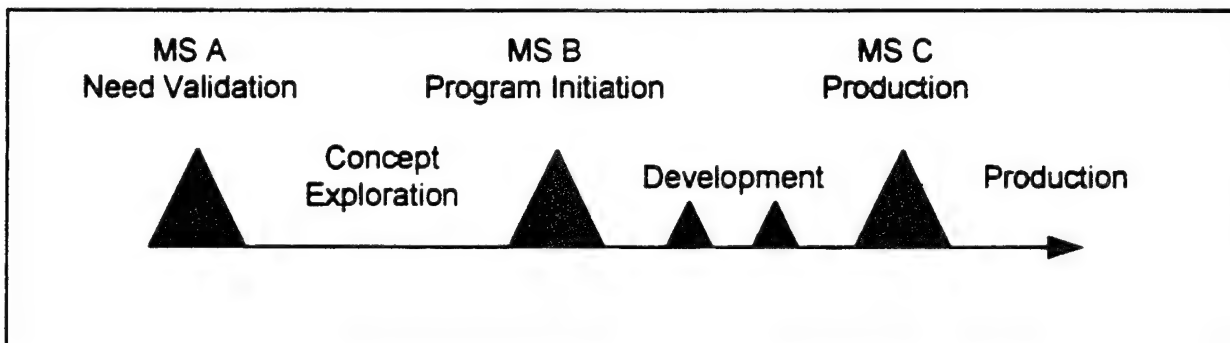 MS A
Need Validation
MS B
Program Initiation
MS C
Production
Concept
Exploration
Development
Production